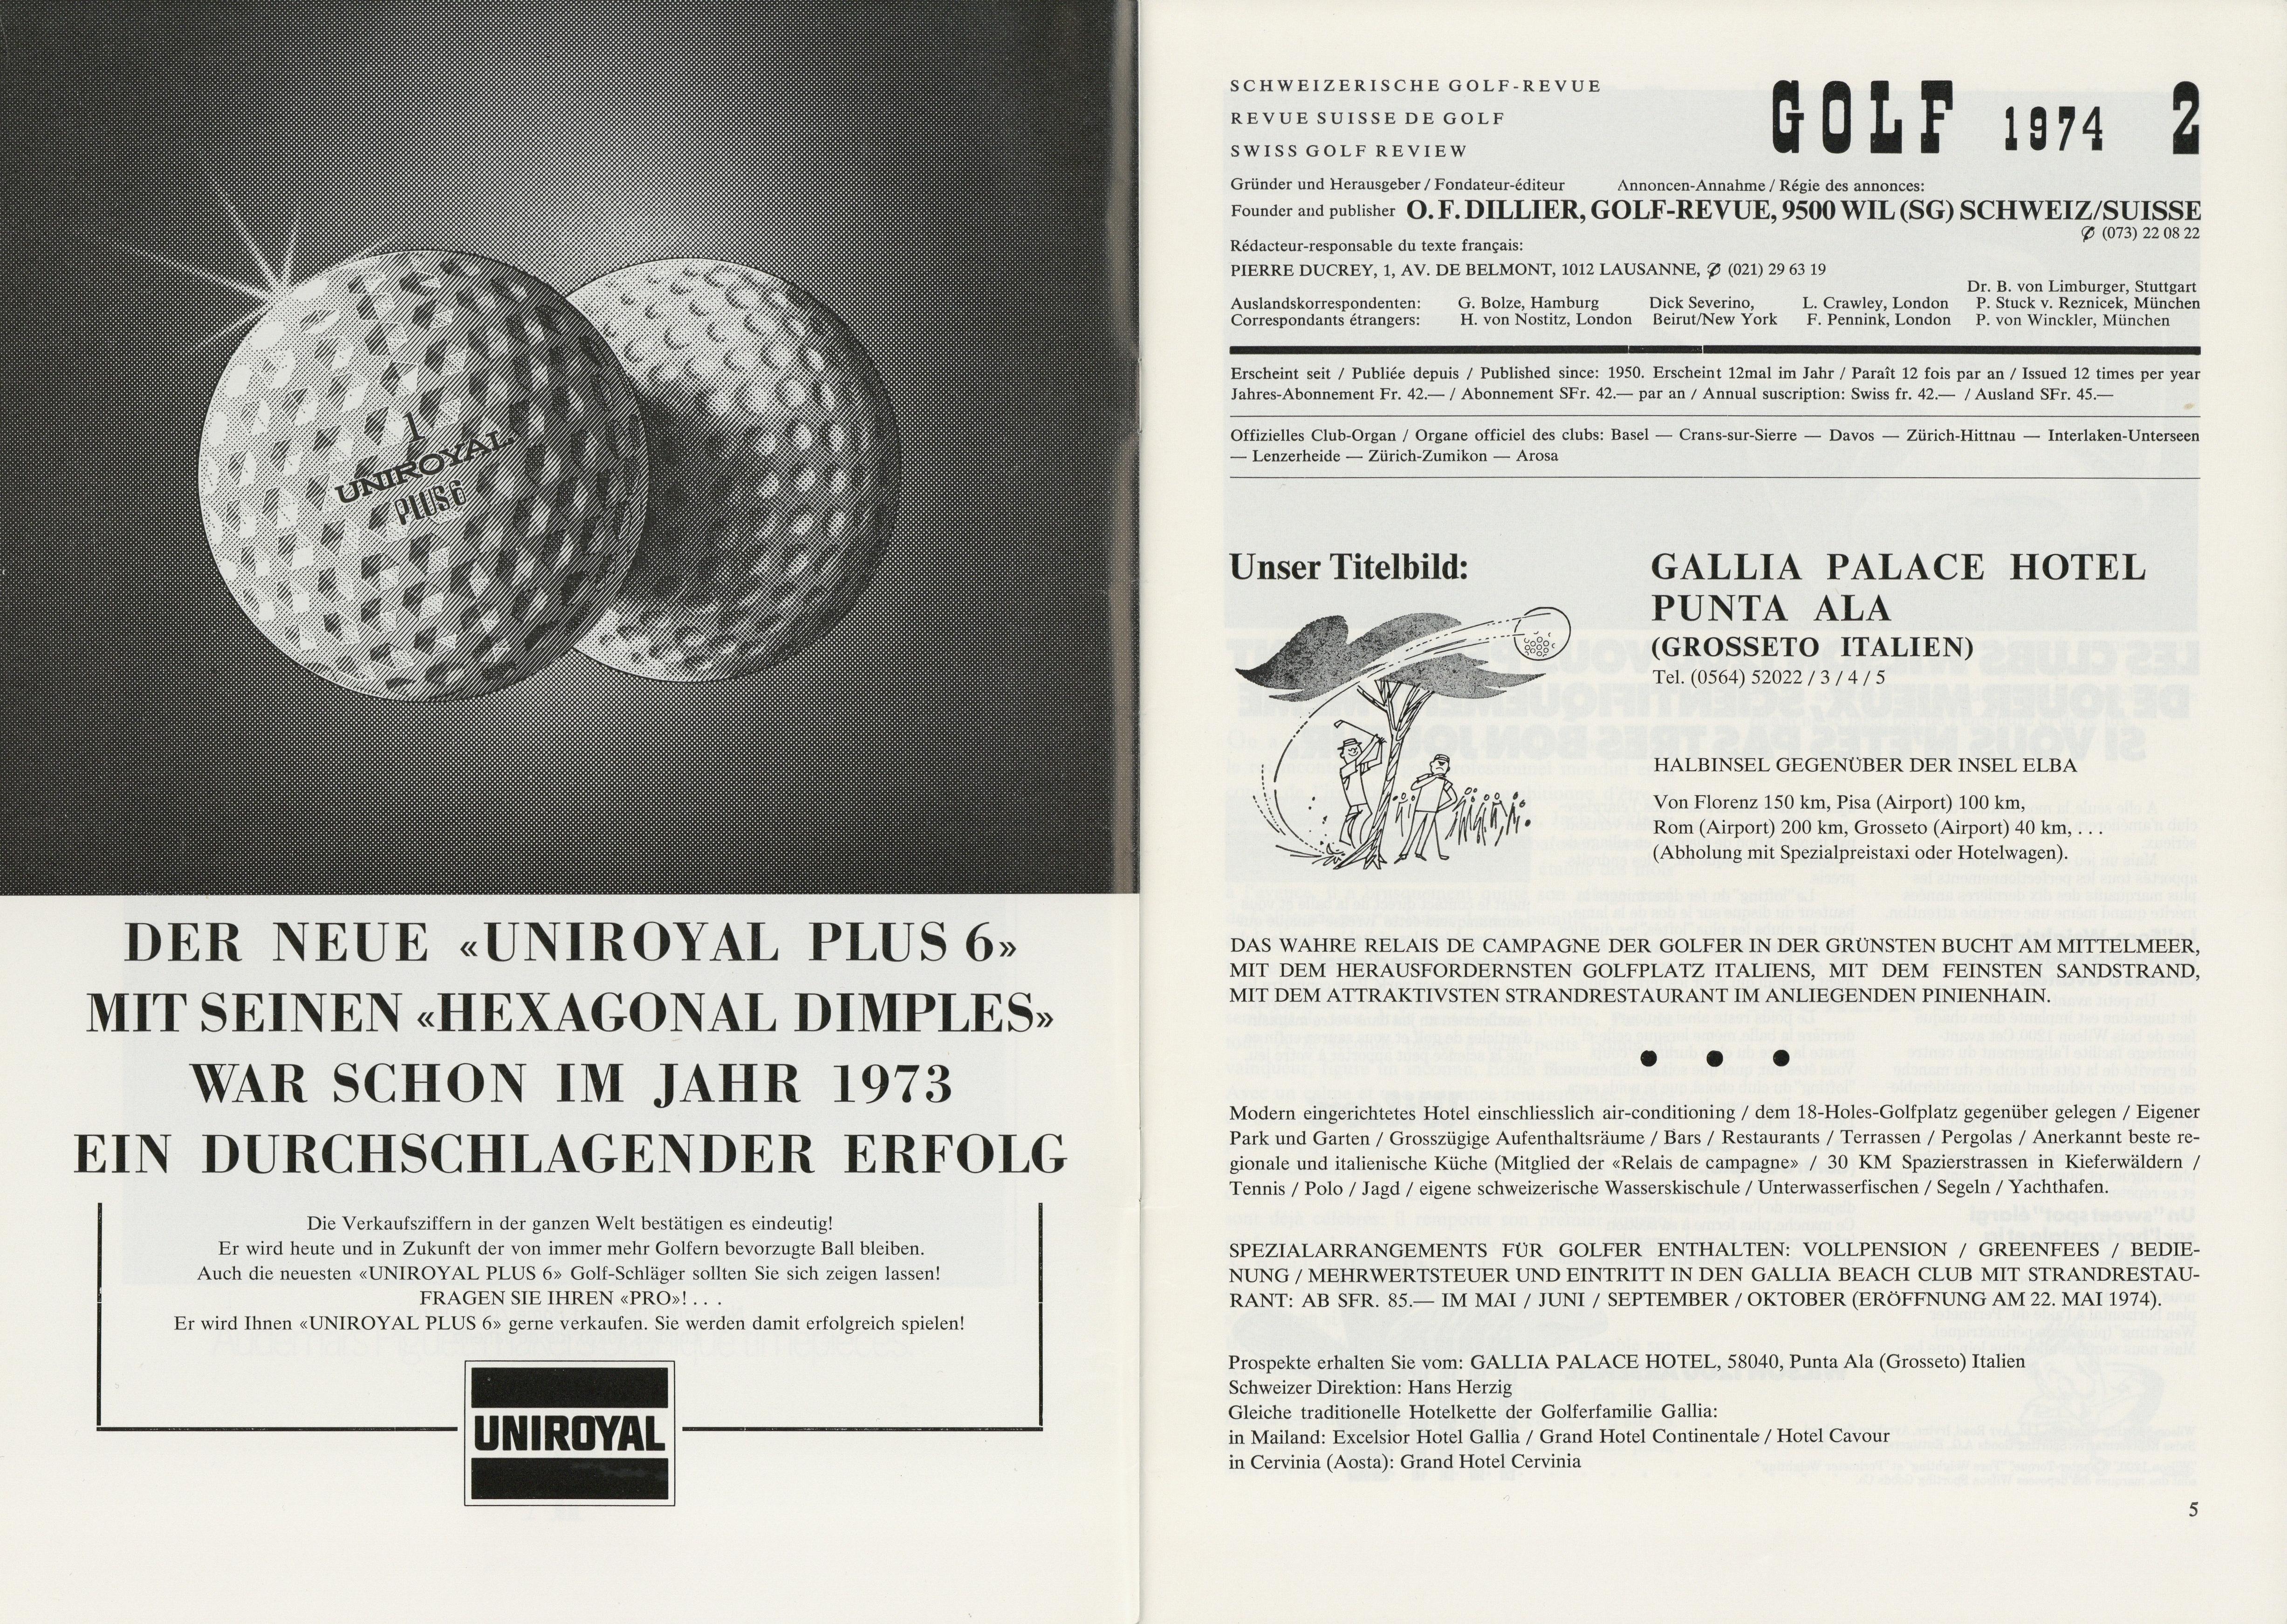 1
UNIROYAL
PLUS 6
DER NEUE «UNIROYAL PLUS 6»
MIT SEINEN «HEXAGONAL DIMPLES»
WAR SCHON IM JAHR 1973
EIN DURCHSCHLAGENDER ERFOLG
Die Verkaufsziffern in der ganzen Welt bestätigen es eindeutig!
Er wird heute und in Zukunft der von immer mehr Golfern bevorzugte Ball bleiben.
Auch die neuesten «UNIROYAL PLUS 6» Golf-Schläger sollten Sie sich zeigen lassen!
FRAGEN SIE IHREN «PRO»! . . .
Er wird Ihnen «UNIROYAL PLUS 6» gerne verkaufen. Sie werden damit erfolgreich spielen!
UNIROYAL
SCHWEIZERISCHE GOLF-REVUE
REVUE SUISSE DE GOLF
SWISS GOLF REVIEW
GOLF 1974 2
Gründer und Herausgeber / Fondateur-éditeur Annoncen-Annahme / Régie des annonces:
Founder and publisher O. F. DILLIER, GOLF-REVUE, 9500 WIL (SG) SCHWEIZ/SUISSE
✆ (073) 22 08 22
Rédacteur-responsable du texte français:
PIERRE DUCREY, 1, AV. DE BELMONT, 1012 LAUSANNE, ✆ (021) 29 63 19
Dr. B. von Limburger, Stuttgart
Auslandskorrespondenten: G. Bolze, Hamburg Dick Severino, L. Crawley, London P. Stuck v. Reznicek, München
Correspondants étrangers: H. von Nostitz, London Beirut/New York F. Pennink, London P. von Winckler, München
Erscheint seit / Publiée depuis / Published since: 1950. Erscheint 12mal im Jahr / Paraît 12 fois par an / Issued 12 times per year
Jahres-Abonnement Fr. 42.— / Abonnement SFr. 42.— par an / Annual suscription: Swiss fr. 42.— / Ausland SFr. 45.—
Offizielles Club-Organ / Organe officiel des clubs: Basel — Crans-sur-Sierre — Davos — Zürich-Hittnau — Interlaken-Unterseen
— Lenzerheide — Zürich-Zumikon — Arosa
Unser Titelbild:
GALLIA PALACE HOTEL
PUNTA ALA
(GROSSETO ITALIEN)
Tel. (0564) 52022 / 3 / 4 / 5
HALBINSEL GEGENÜBER DER INSEL ELBA
Von Florenz 150 km, Pisa (Airport) 100 km,
Rom (Airport) 200 km, Grosseto (Airport) 40 km, . . .
(Abholung mit Spezialpreistaxi oder Hotelwagen).
DAS WAHRE RELAIS DE CAMPAGNE DER GOLFER IN DER GRÜNSTEN BUCHT AM MITTELMEER,
MIT DEM HERAUSFORDERNSTEN GOLFPLATZ ITALIENS, MIT DEM FEINSTEN SANDSTRAND,
MIT DEM ATTRAKTIVSTEN STRANDRESTAURANT IM ANLIEGENDEN PINIENHAIN.
● ● ●
Modern eingerichtetes Hotel einschliesslich air-conditioning / dem 18-Holes-Golfplatz gegenüber gelegen / Eigener
Park und Garten / Grosszügige Aufenthaltsräume / Bars / Restaurants / Terrassen / Pergolas / Anerkannt beste re-
gionale und italienische Küche (Mitglied der «Relais de campagne» / 30 KM Spazierstrassen in Kieferwäldern /
Tennis / Polo / Jagd / eigene schweizerische Wasserskischule / Unterwasserfischen / Segeln / Yachthafen.
SPEZIALARRANGEMENTS FÜR GOLFER ENTHALTEN: VOLLPENSION / GREENFEES / BEDIE-
NUNG / MEHRWERTSTEUER UND EINTRITT IN DEN GALLIA BEACH CLUB MIT STRANDRESTAU-
RANT: AB SFR. 85.— IM MAI / JUNI / SEPTEMBER / OKTOBER (ERÖFFNUNG AM 22. MAI 1974).
Prospekte erhalten Sie vom: GALLIA PALACE HOTEL, 58040, Punta Ala (Grosseto) Italien
Schweizer Direktion: Hans Herzig
Gleiche traditionelle Hotelkette der Golferfamilie Gallia:
in Mailand: Excelsior Hotel Gallia / Grand Hotel Continentale / Hotel Cavour
in Cervinia (Aosta): Grand Hotel Cervinia
5